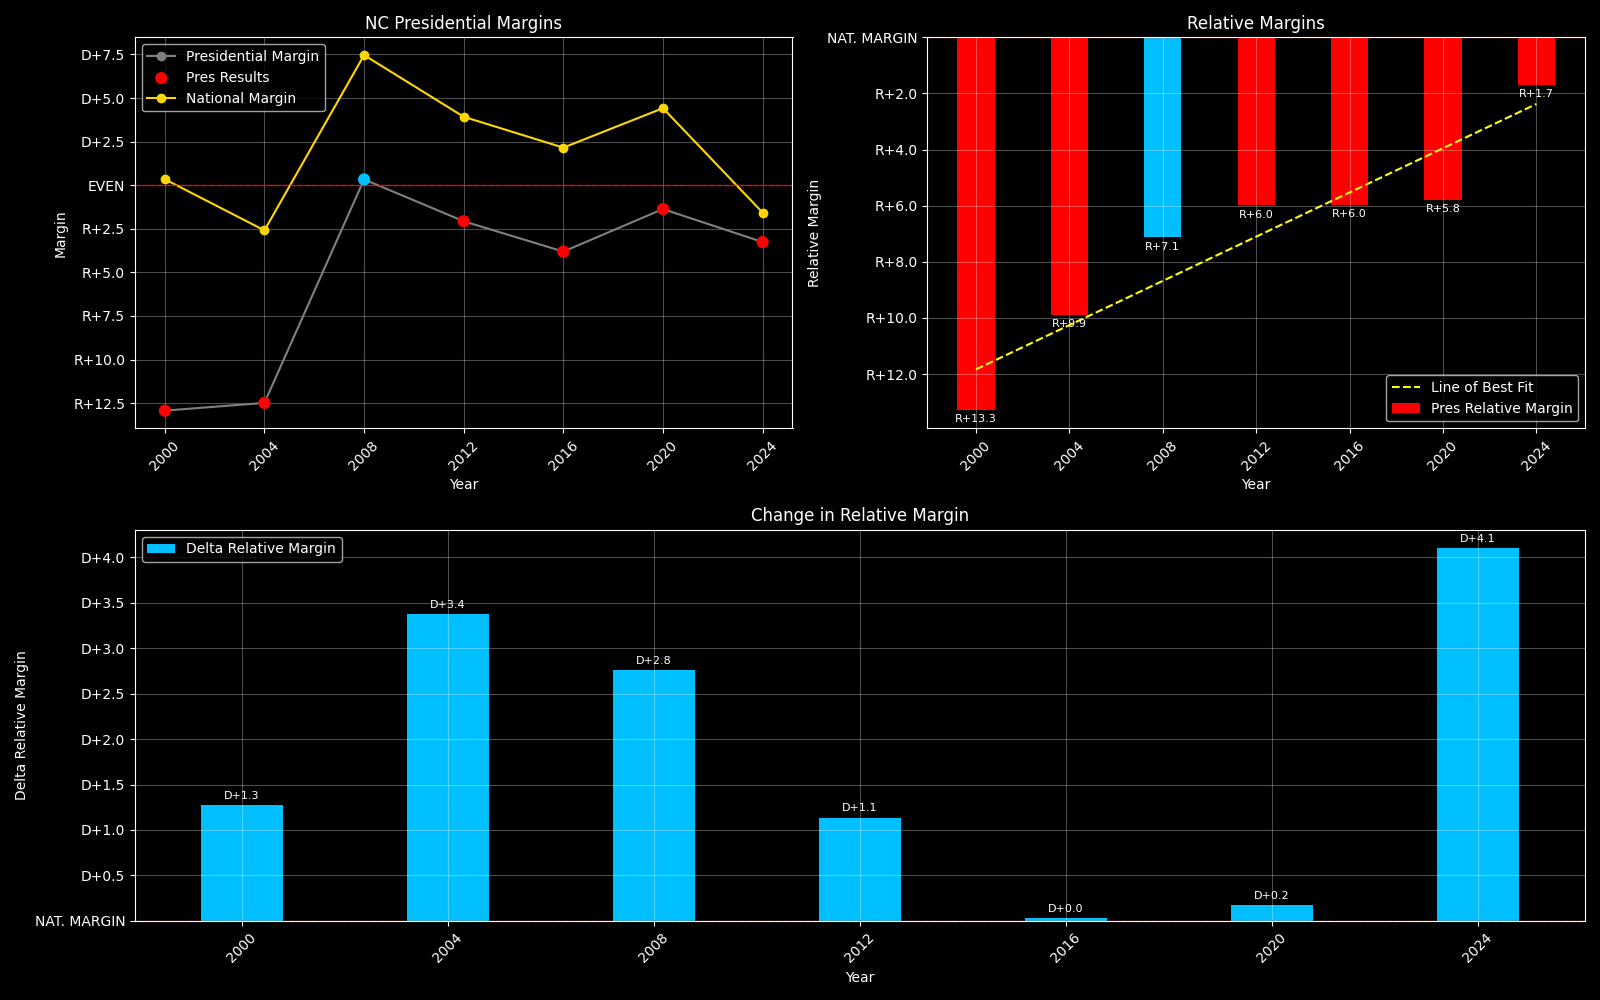 NC Presidential Margins
Presidential Margin
Pres Results
National Margin
D+7.5
D+5.0
D+2.5
EVEN
R+2.5
R+5.0
R+7.5
R+10.0
R+12.5
Margin
2000
2004
2008
2012
2016
2020
2024
Year
Relative Margins
NAT. MARGIN
R+2.0
R+4.0
R+6.0
R+8.0
R+10.0
R+12.0
Relative Margin
R+13.3
R+9.9
R+7.1
R+6.0
R+6.0
R+5.8
R+1.7
Line of Best Fit
Pres Relative Margin
2000
2004
2008
2012
2016
2020
2024
Year
Change in Relative Margin
Delta Relative Margin
D+4.0
D+3.5
D+3.0
D+2.5
D+2.0
D+1.5
D+1.0
D+0.5
NAT. MARGIN
Delta Relative Margin
D+1.3
D+3.4
D+2.8
D+1.1
D+0.0
D+0.2
D+4.1
2000
2004
2008
2012
2016
2020
2024
Year